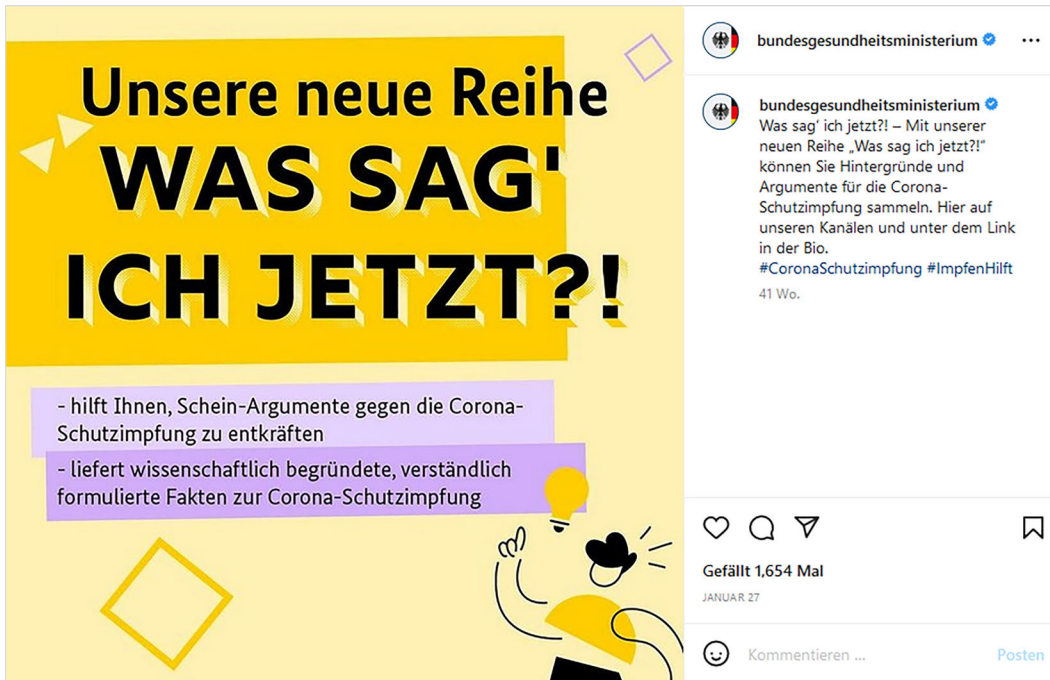 Unsere neue Reihe
WAS SAG'
ICH JETZT?!
- hilft Ihnen, Schein-Argumente gegen die Corona-
Schutzimpfung zu entkräften
- liefert wissenschaftlich begründete, verständlich
formulierte Fakten zur Corona-Schutzimpfung
bundesgesundheitsministerium
bundesgesundheitsministerium
Was sag' ich jetzt?! – Mit unserer
neuen Reihe „Was sag ich jetzt?!"
können Sie Hintergründe und
Argumente für die Corona-
Schutzimpfung sammeln. Hier auf
unseren Kanälen und unter dem Link
in der Bio.
#CoronaSchutzimpfung #ImpfenHilft
41 Wo.
Gefällt 1,654 Mal
JANUAR 27
Kommentieren ... Posten